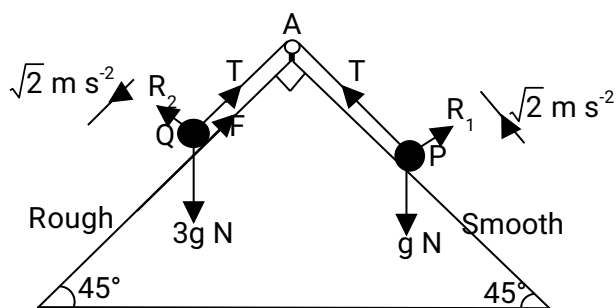 A
√2 m s⁻²
R₂
T
T
R₁
√2 m s⁻²
Q
F
P
Rough
3g N
g N
Smooth
45°
45°